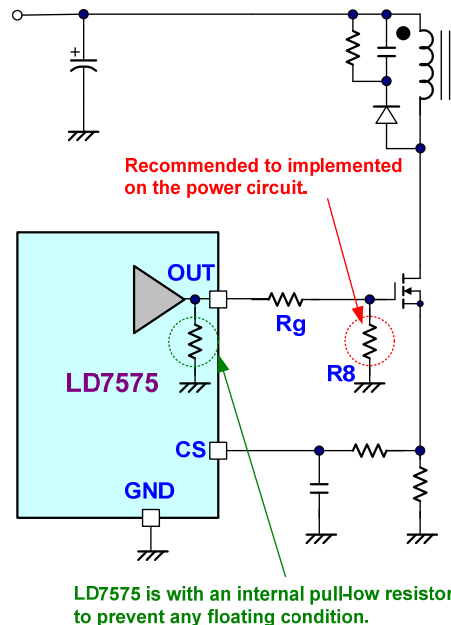 +
Recommended to implemented
on the power circuit.
OUT
Rg
R8
LD7575
CS
GND
LD7575 is with an internal pull-low resistor
to prevent any floating condition.